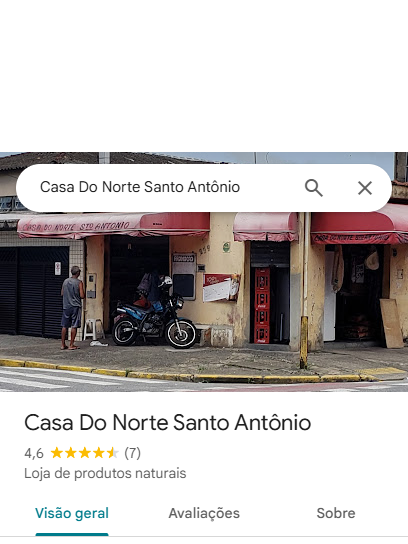 Casa Do Norte Santo Antônio
CASA DO NORTE STO ANTONIO
Casa Do Norte Santo Antônio
4,6 (7)
Loja de produtos naturais
Visão geral
Avaliações
Sobre